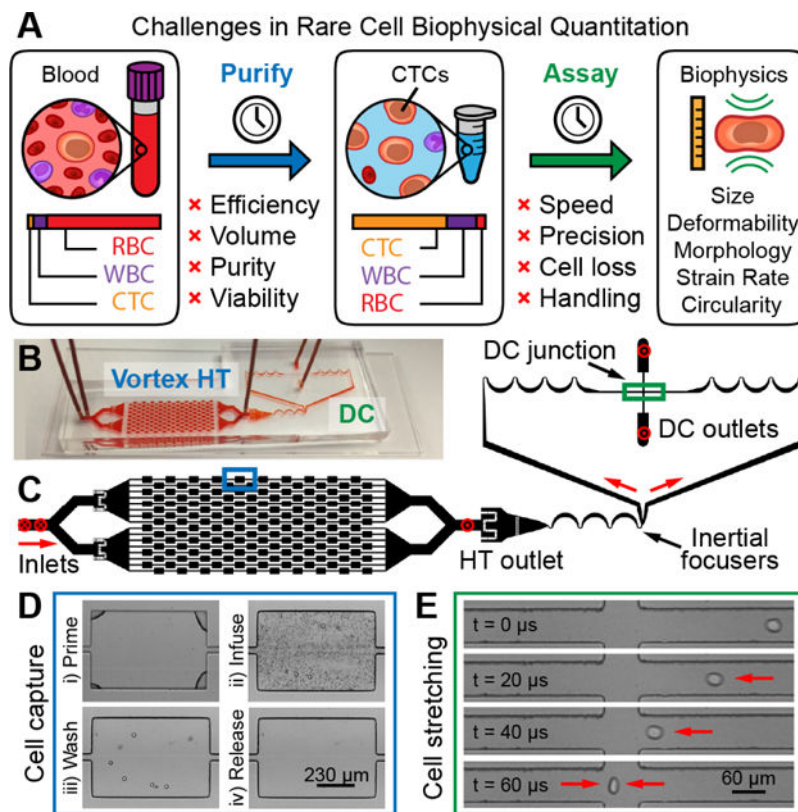 A
Challenges in Rare Cell Biophysical Quantitation
Blood
RBC
WBC
CTC
Purify
× Efficiency
× Volume
× Purity
× Viability
CTCs
CTC
WBC
RBC
Assay
× Speed
× Precision
× Cell loss
× Handling
Biophysics
Size
Deformability
Morphology
Strain Rate
Circularity
B
Vortex HT
DC
DC junction
DC outlets
C
Inlets
HT outlet
Inertial
focusers
D
Cell capture
i) Prime
ii) Infuse
iii) Wash
iv) Release
230 µm
E
Cell stretching
t = 0 µs
t = 20 µs
t = 40 µs
t = 60 µs
60 µm